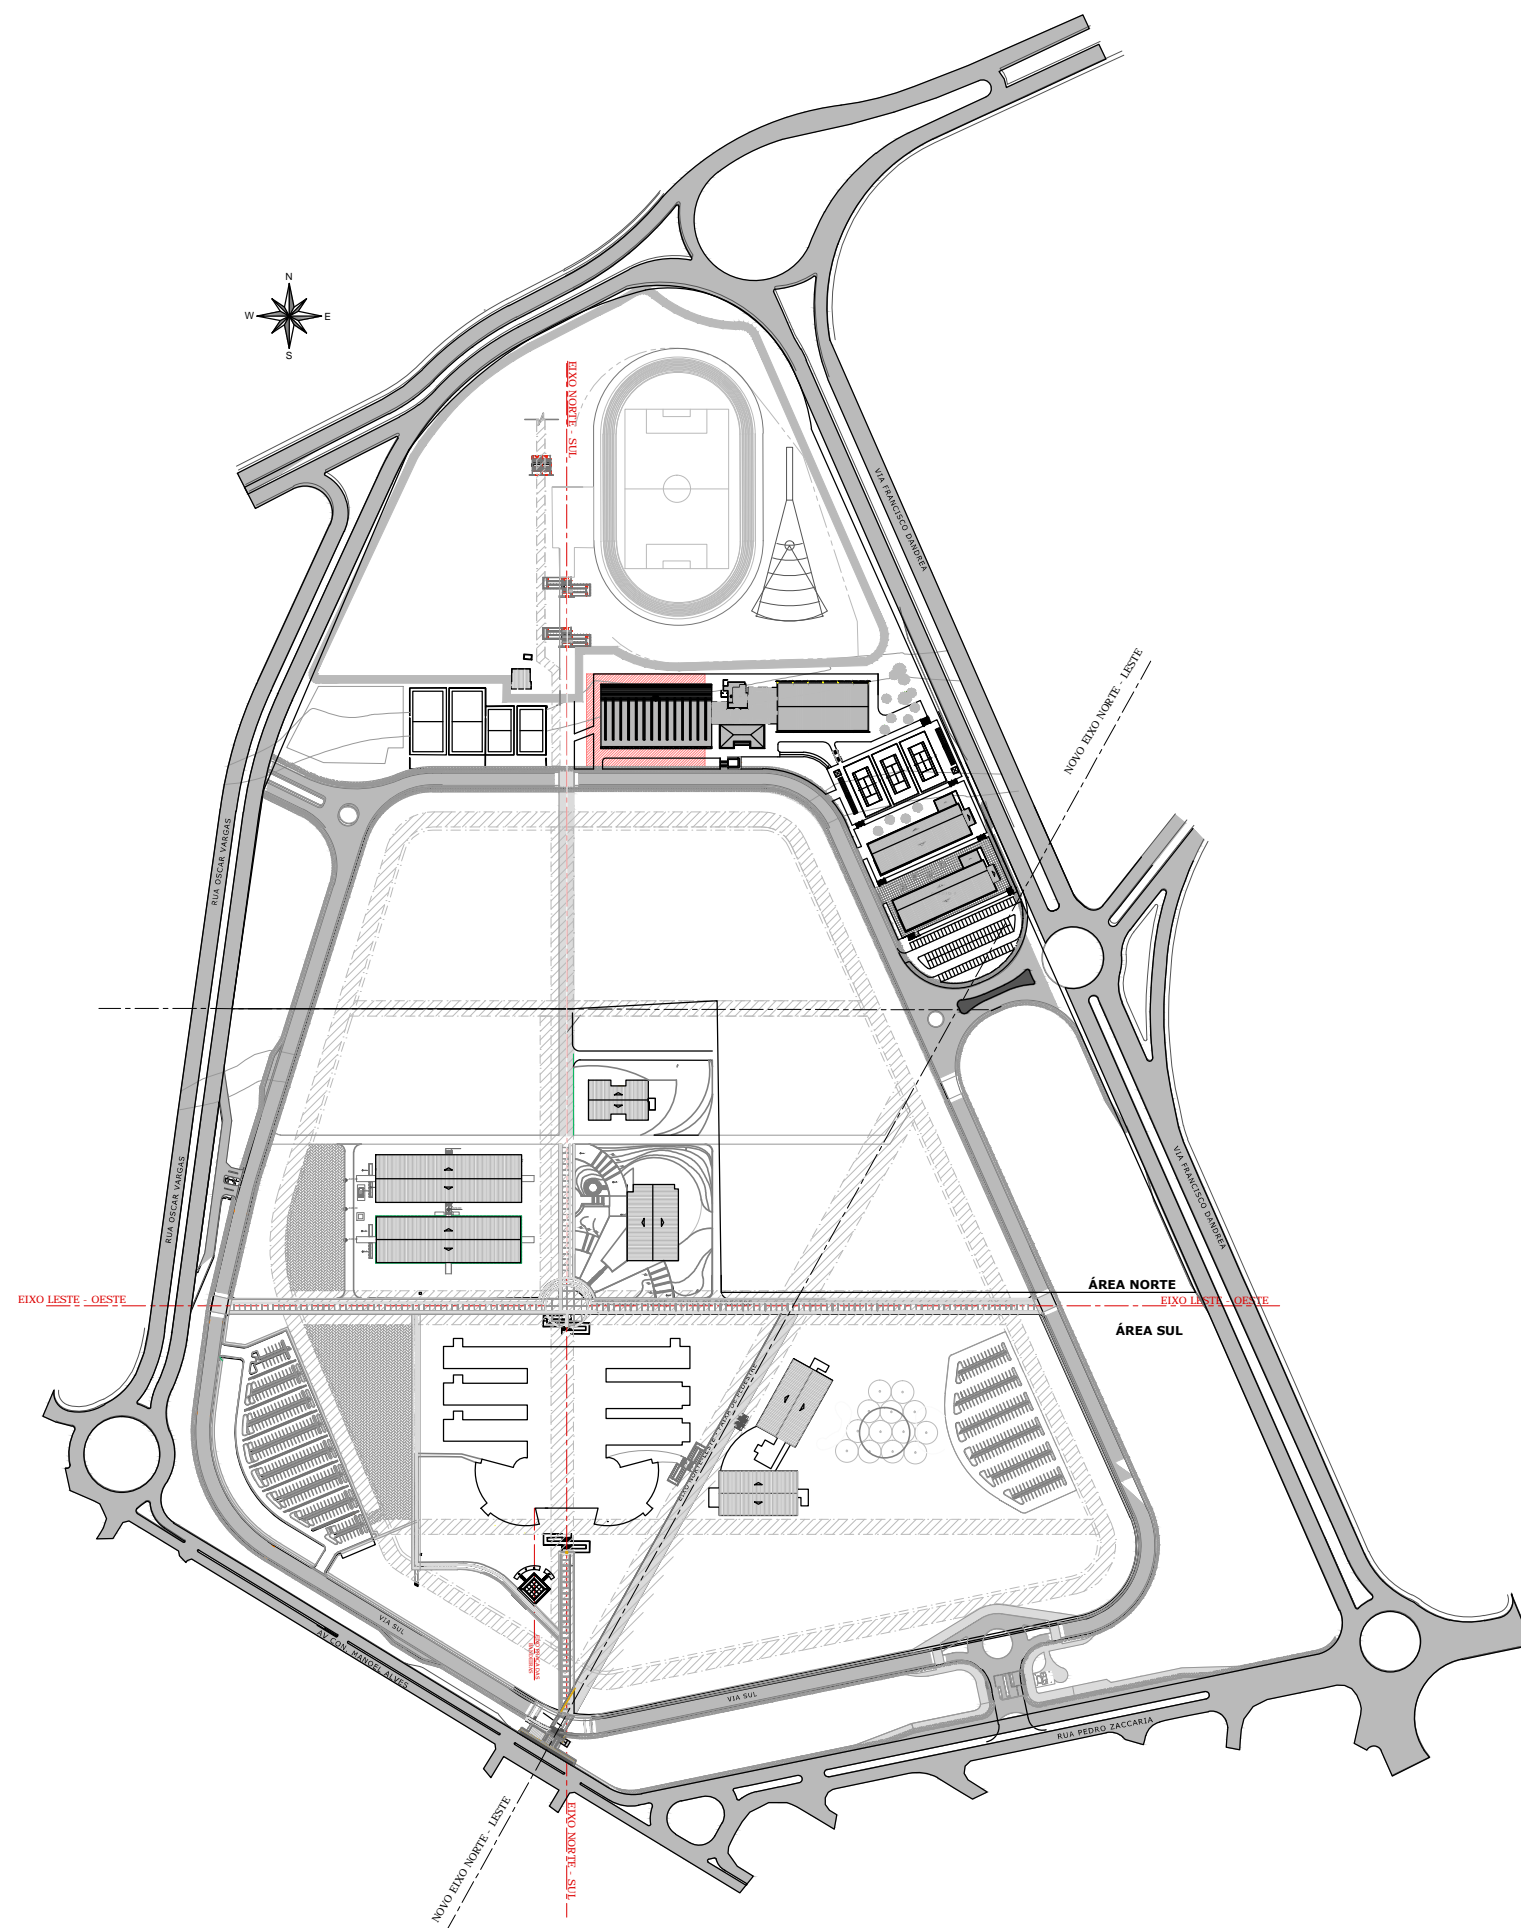 N
W
E
S
EIXO NORTE - SUL
VIA FRANCISCO DANDREA
NOVO EIXO NORTE - LESTE
RUA OSCAR VARGAS
RUA OSCAR VARGAS
VIA FRANCISCO DANDREA
ÁREA NORTE
EIXO LESTE - OESTE
EIXO LESTE - OESTE
ÁREA SUL
VIA SUL
AV CON. MANOEL ALVES
VIA SUL
RUA PEDRO ZACCARIA
NOVO EIXO NORTE - LESTE
EIXO NORTE - SUL